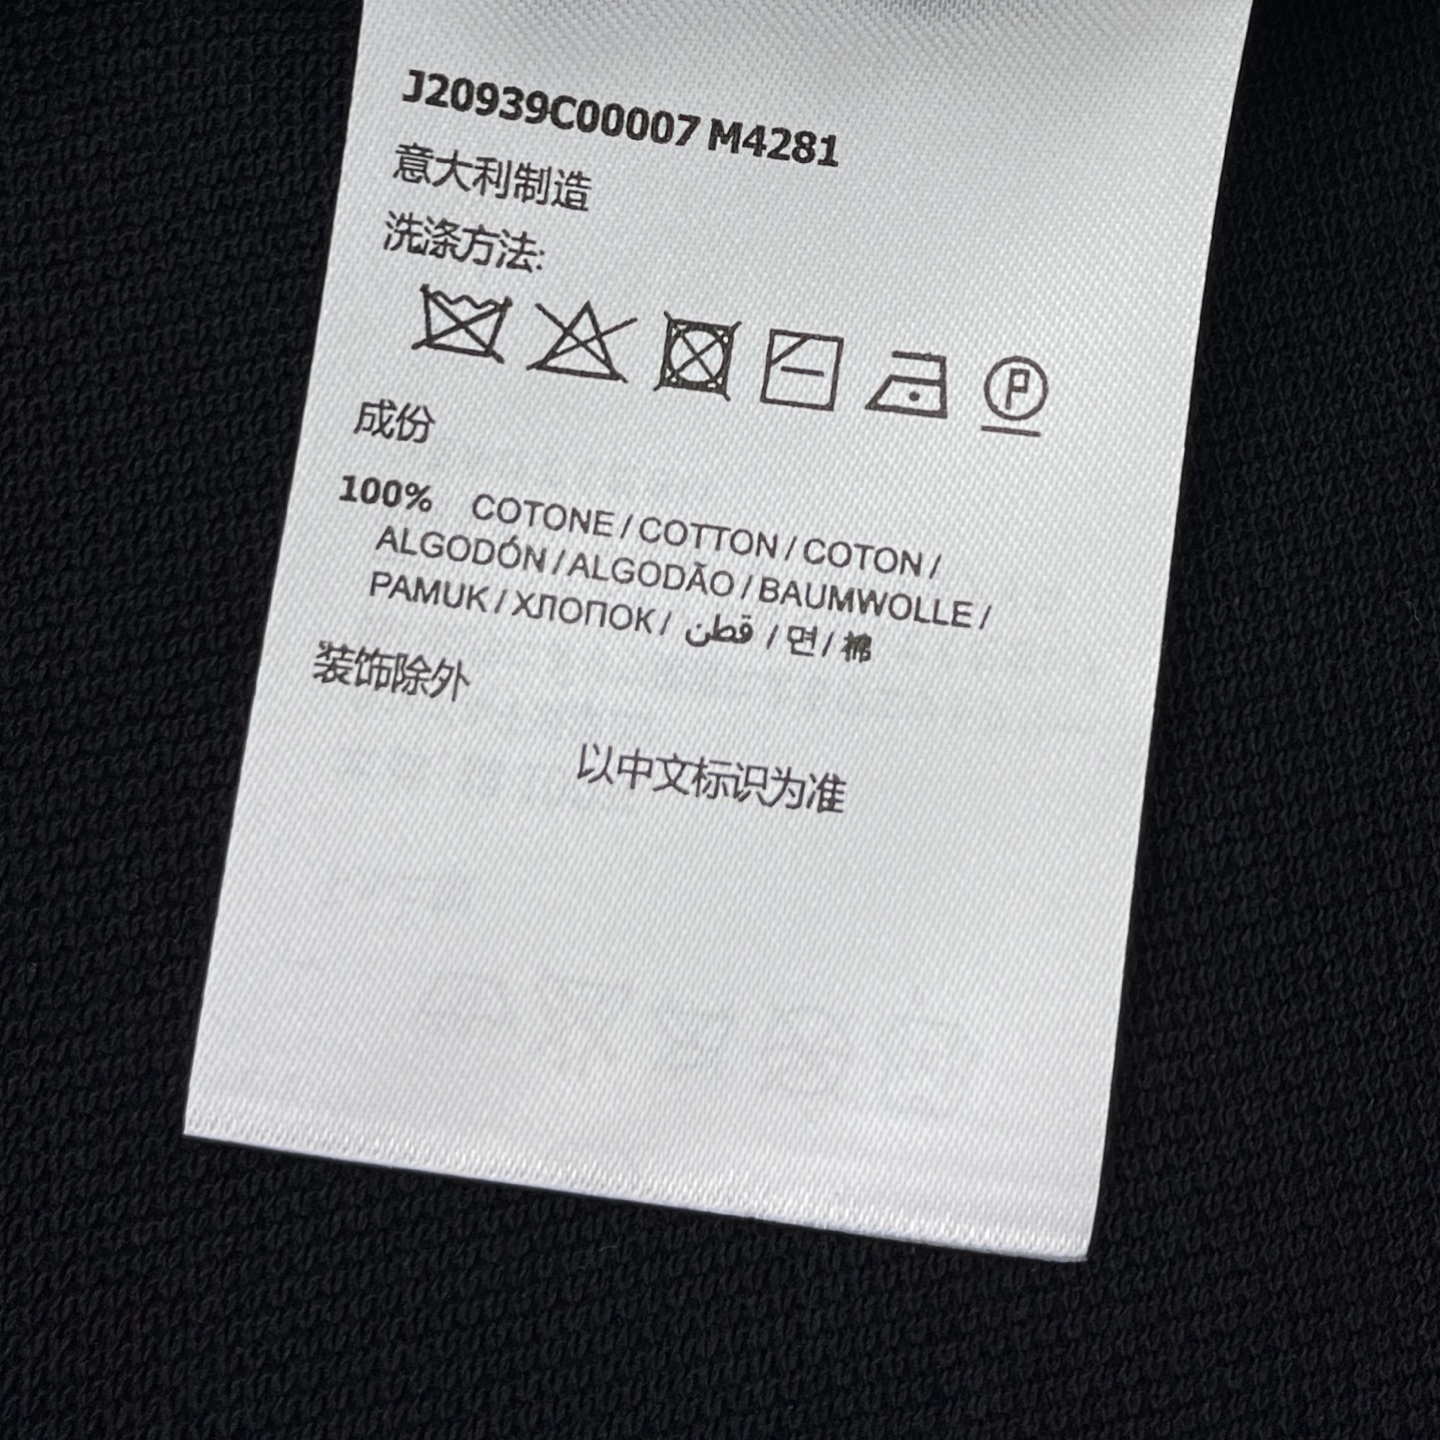 J20939C00007 M4281
意大利制造
洗涤方法:
P
成份
100% COTONE / COTTON / COTON /
ALGODÓN / ALGODÃO / BAUMWOLLE /
PAMUK / ХЛОПОК / قطن / 면 / 棉
装饰除外
以中文标识为准